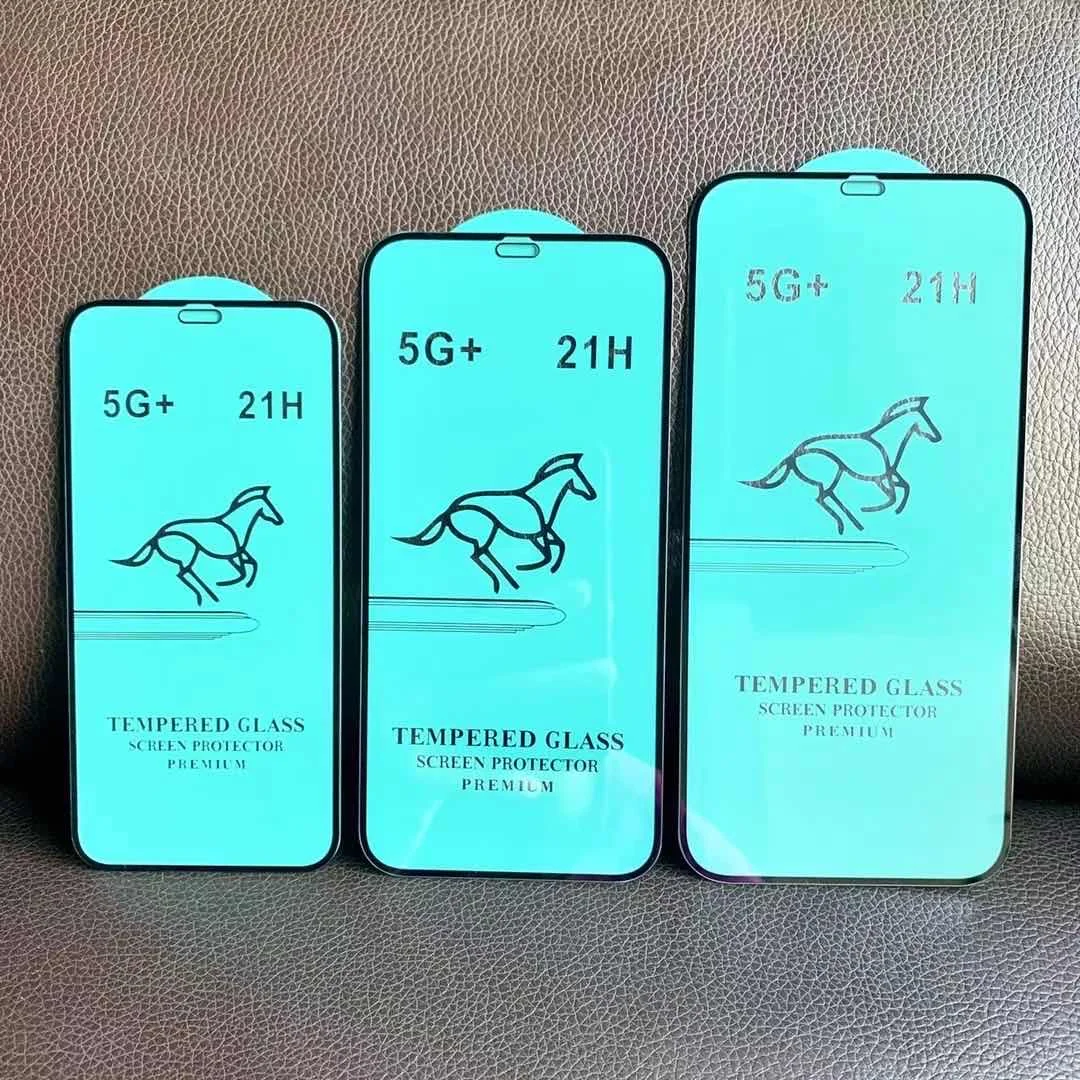 5G+ 21H
TEMPERED GLASS
SCREEN PROTECTOR
PREMIUM
5G+ 21H
TEMPERED GLASS
SCREEN PROTECTOR
PREMIUM
5G+ 21H
TEMPERED GLASS
SCREEN PROTECTOR
PREMIUM